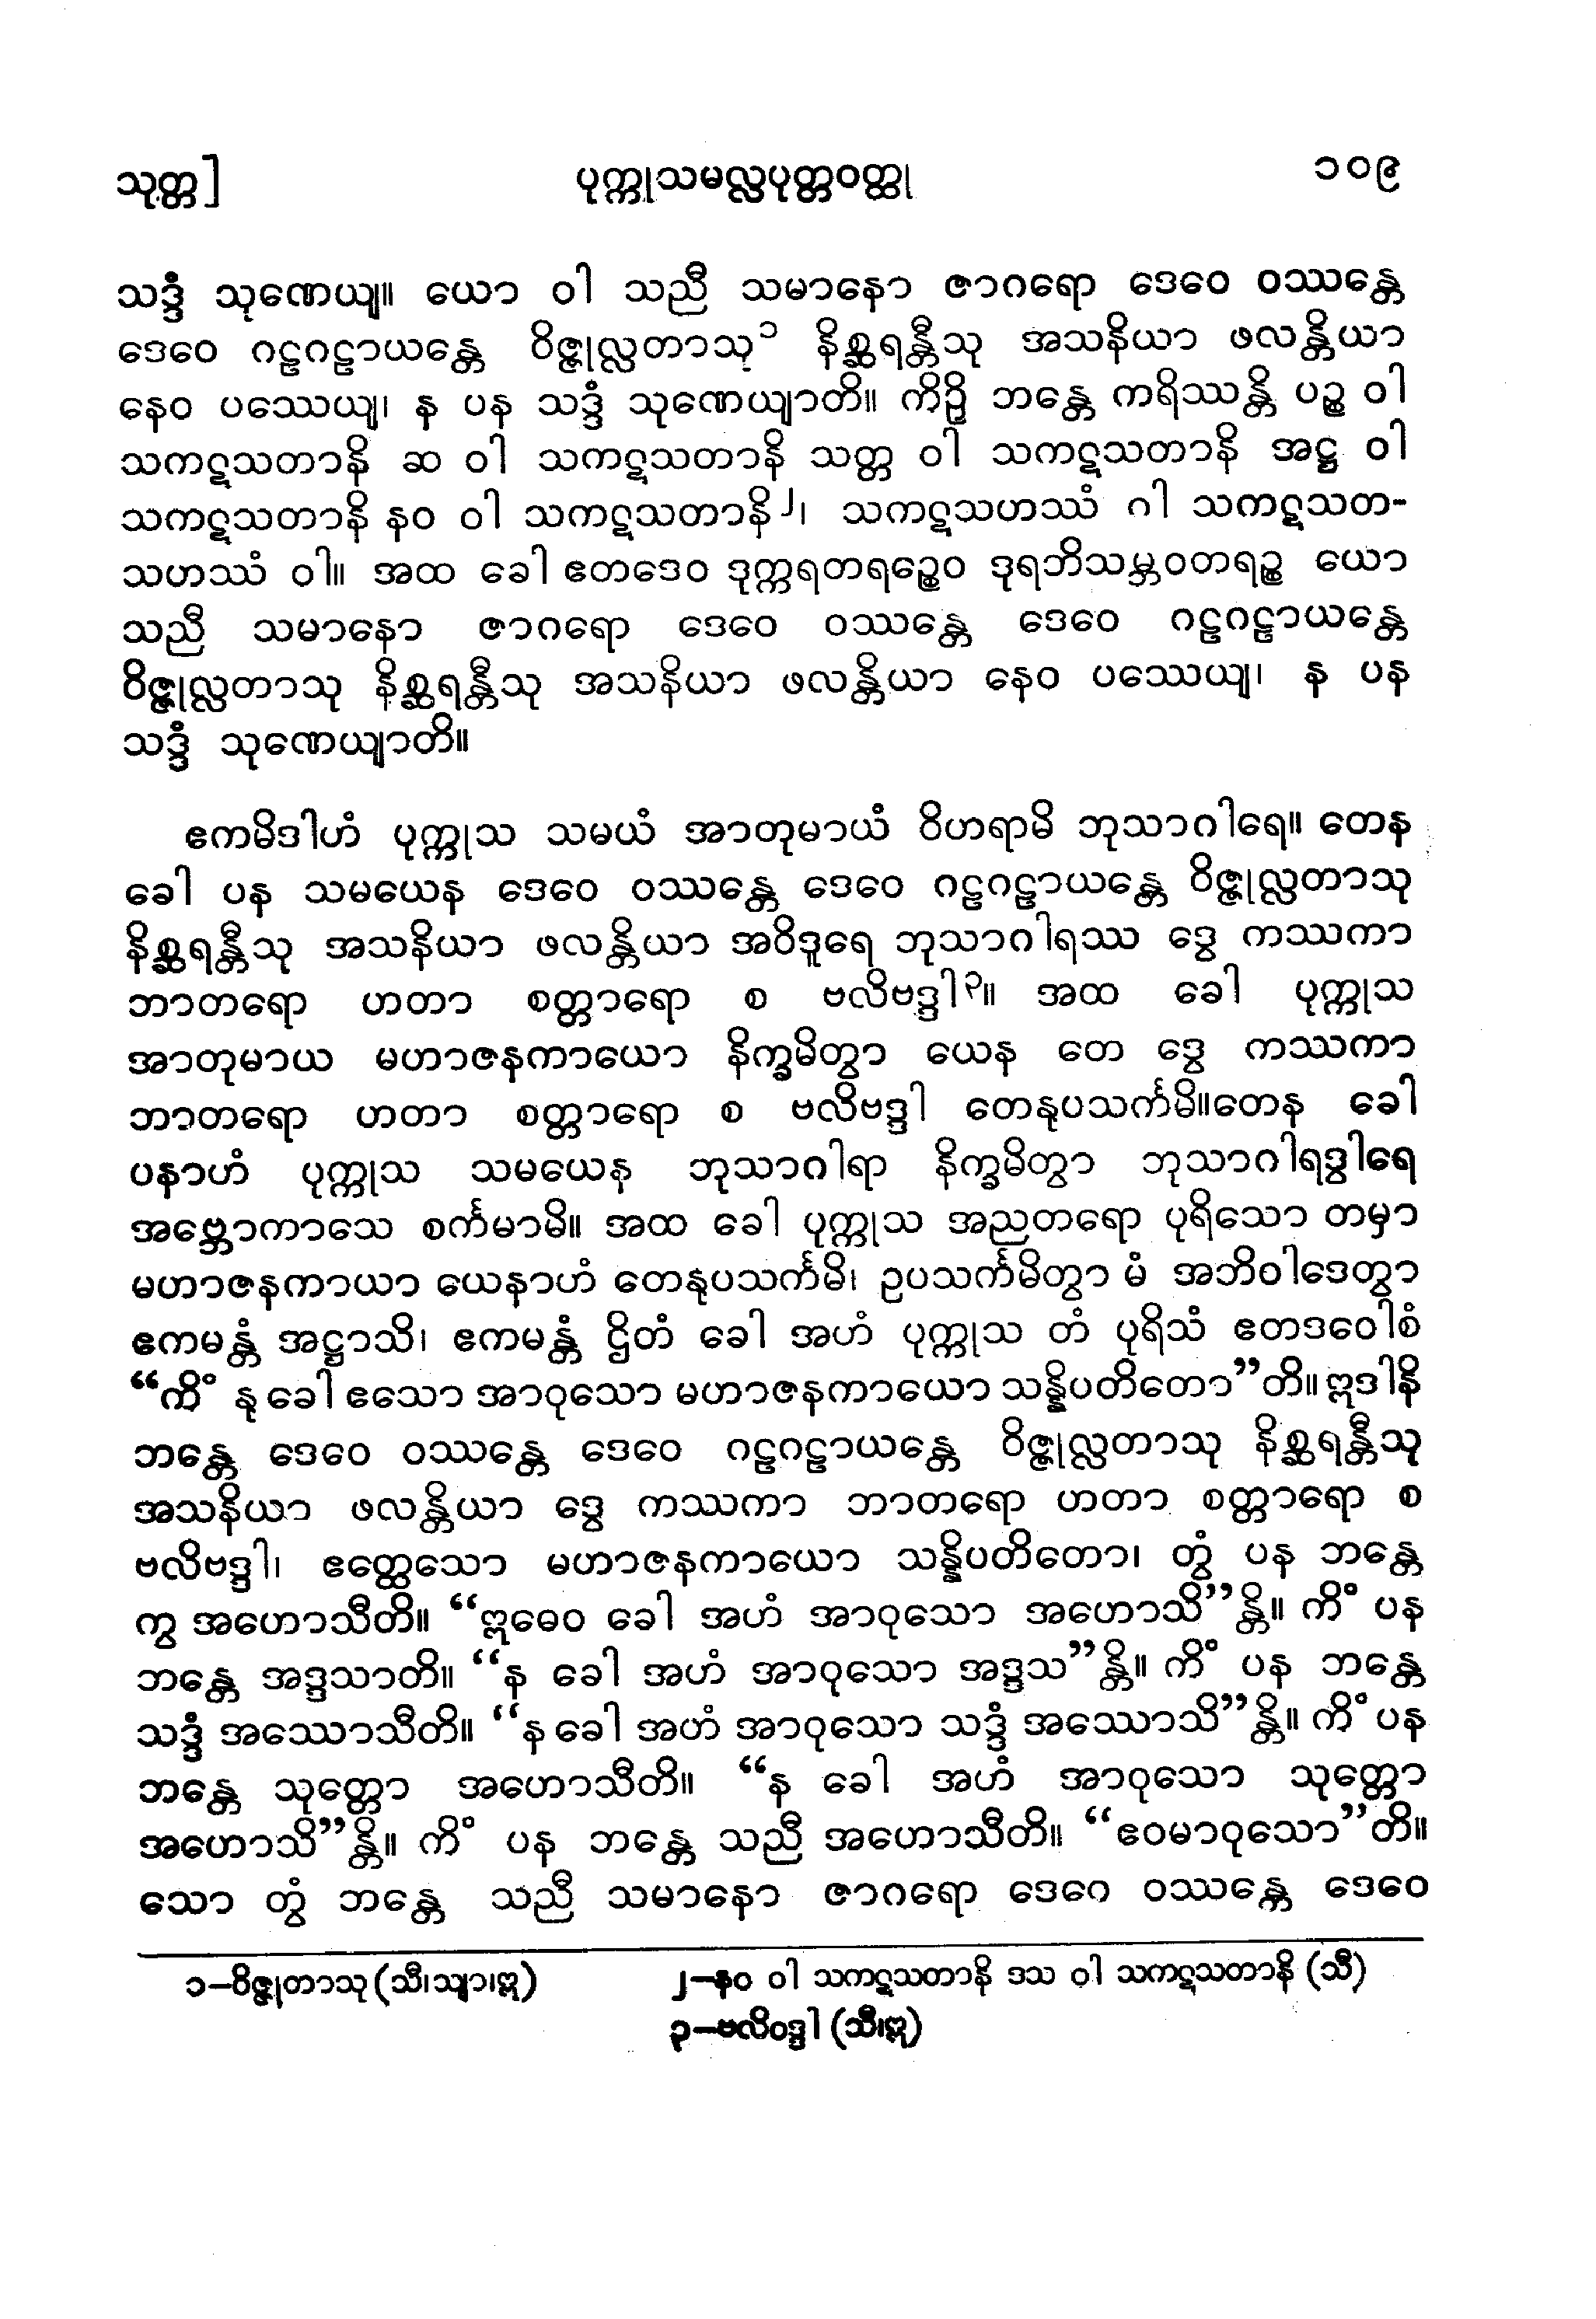 သုတ္တ] ပုက္ကုသမလ္လပုတ္တဝတ္ထု ၁၀၉
သဒ္ဒံ သုဏေယျ။ ယော ဝါ သညီ သမာနော ဇာဂရော ဒေဝေ ဝဿန္တေ
ဒေဝေ ဂဠဂဠာယန္တေ ဝိဇ္ဇုလ္လတာသု၁ နိစ္ဆရန္တီသု အသနိယာ ဖလန္တိယာ
နေဝ ပဿေယျ၊ န ပန သဒ္ဒံ သုဏေယျာတိ။ ကိဉှိ ဘန္တေ ကရိဿန္တိ ပဉ္စ ဝါ
သကဋသတာနိ ဆ ဝါ သကဋသတာနိ သတ္တ ဝါ သကဋသတာနိ အဋ္ဌ ဝါ
သကဋသတာနိ နဝ ဝါ သကဋသတာနိ၂၊ သကဋသဟဿံ ဂါ သကဋသတ-
သဟဿံ ဝါ။ အထ ခေါ ဧတဒေဝ ဒုက္ကရတရဉ္စေဝ ဒုရဘိသမ္ဘဝတရဉ္စ ယော
သညီ သမာနော ဇာဂရော ဒေဝေ ဝဿန္တေ ဒေဝေ ဂဠဂဠာယန္တေ
ဝိဇ္ဇုလ္လတာသု နိစ္ဆရန္တီသု အသနိယာ ဖလန္တိယာ နေဝ ပဿေယျ၊ န ပန
သဒ္ဒံ သုဏေယျာတိ။
ဧကမိဒါဟံ ပုက္ကုသ သမယံ အာတုမာယံ ဝိဟရာမိ ဘုသာဂါရေ။ တေန
ခေါ ပန သမယေန ဒေဝေ ဝဿန္တေ ဒေဝေ ဂဠဂဠာယန္တေ ဝိဇ္ဇုလ္လတာသု
နိစ္ဆရန္တီသု အသနိယာ ဖလန္တိယာ အဝိဒူရေ ဘုသာဂါရဿ ဒွေ ကဿကာ
ဘာတရော ဟတာ စတ္တာရော စ ဗလိဗဒ္ဒါ၃။ အထ ခေါ ပုက္ကုသ
အာတုမာယ မဟာဇနကာယော နိက္ခမိတွာ ယေန တေ ဒွေ ကဿကာ
ဘာတရော ဟတာ စတ္တာရော စ ဗလိဗဒ္ဒါ တေနုပသင်္ကမိ။တေန ခေါ
ပနာဟံ ပုက္ကုသ သမယေန ဘုသာဂါရာ နိက္ခမိတွာ ဘုသာဂါရဒွါရေ
အဗ္ဘောကာသေ စင်္ကမာမိ။ အထ ခေါ ပုက္ကုသ အညတရော ပုရိသော တမှာ
မဟာဇနကာယာ ယေနာဟံ တေနုပသင်္ကမိ၊ ဥပသင်္ကမိတွာ မံ အဘိဝါဒေတွာ
ဧကမန္တံ အဋ္ဌာသိ၊ ဧကမန္တံ ဌိတံ ခေါ အဟံ ပုက္ကုသ တံ ပုရိသံ ဧတဒဝေါစံ
“ကိံ နု ခေါ ဧသော အာဝုသော မဟာဇနကာယော သန္နိပတိတော”တိ။ ဣဒါနိ
ဘန္တေ ဒေဝေ ဝဿန္တေ ဒေဝေ ဂဠဂဠာယန္တေ ဝိဇ္ဇုလ္လတာသု နိစ္ဆရန္တီသု
အသနိယာ ဖလန္တိယာ ဒွေ ကဿကာ ဘာတရော ဟတာ စတ္တာရော စ
ဗလိဗဒ္ဒါ၊ ဧတ္ထေသော မဟာဇနကာယော သန္နိပတိတော၊ တွံ ပန ဘန္တေ
ကွ အဟောသီတိ။ “ဣဓေဝ ခေါ အဟံ အာဝုသော အဟောသိ”န္တိ။ ကိံ ပန
ဘန္တေ အဒ္ဒသာတိ။ “န ခေါ အဟံ အာဝုသော အဒ္ဒသ”န္တိ။ ကိံ ပန ဘန္တေ
သဒ္ဒံ အဿောသီတိ။ “န ခေါ အဟံ အာဝုသော သဒ္ဒံ အဿောသိ”န္တိ။ ကိံ ပန
ဘန္တေ သုတ္တော အဟောသီတိ။ “န ခေါ အဟံ အာဝုသော သုတ္တော
အဟောသိ”န္တိ။ ကိံ ပန ဘန္တေ သညီ အဟောသီတိ။ “ဧဝမာဝုသော”တိ။
သော တွံ ဘန္တေ သညီ သမာနော ဇာဂရော ဒေဂေ ဝဿန္တေ ဒေဝေ
၁–ဝိဇ္ဇုတာသု (သီ၊သျာ၊ဣ) ၂–နဝ ဝါ သကဋသတာနိ ဒသ ဝါ သကဋသတာနိ (သီ)
၃–ဗလိဝဒ္ဒါ (သီ၊ဣ)